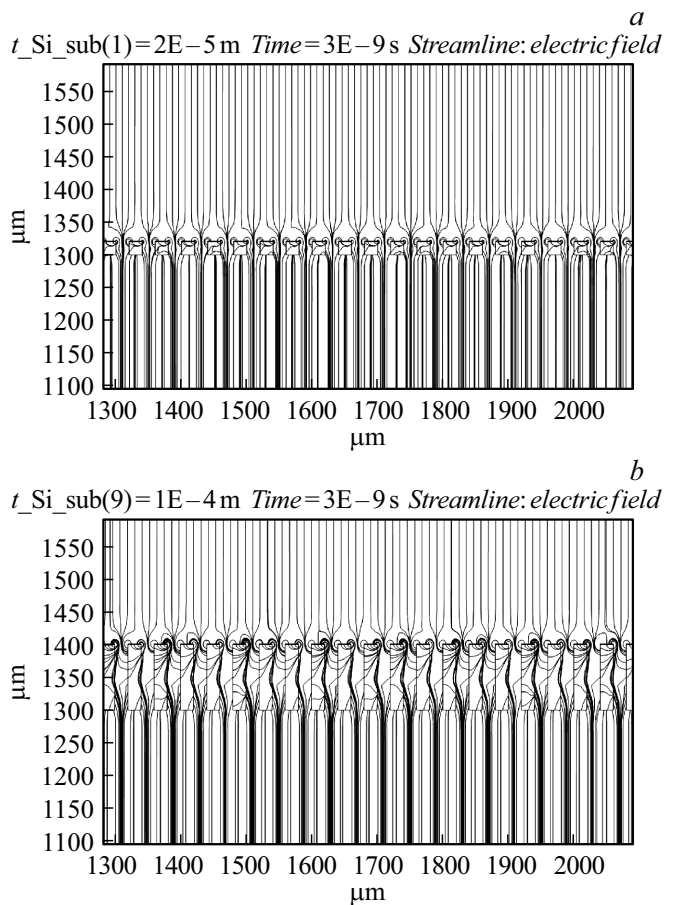 a
t_Si_sub(1)=2E−5 m Time=3E−9 s Streamline: electric field
1550
1500
1450
1400
1350
1300
1250
1200
1150
1100
μm
1300 1400 1500 1600 1700 1800 1900 2000
μm
b
t_Si_sub(9)=1E−4 m Time=3E−9 s Streamline: electric field
1550
1500
1450
1400
1350
1300
1250
1200
1150
1100
μm
1300 1400 1500 1600 1700 1800 1900 2000
μm